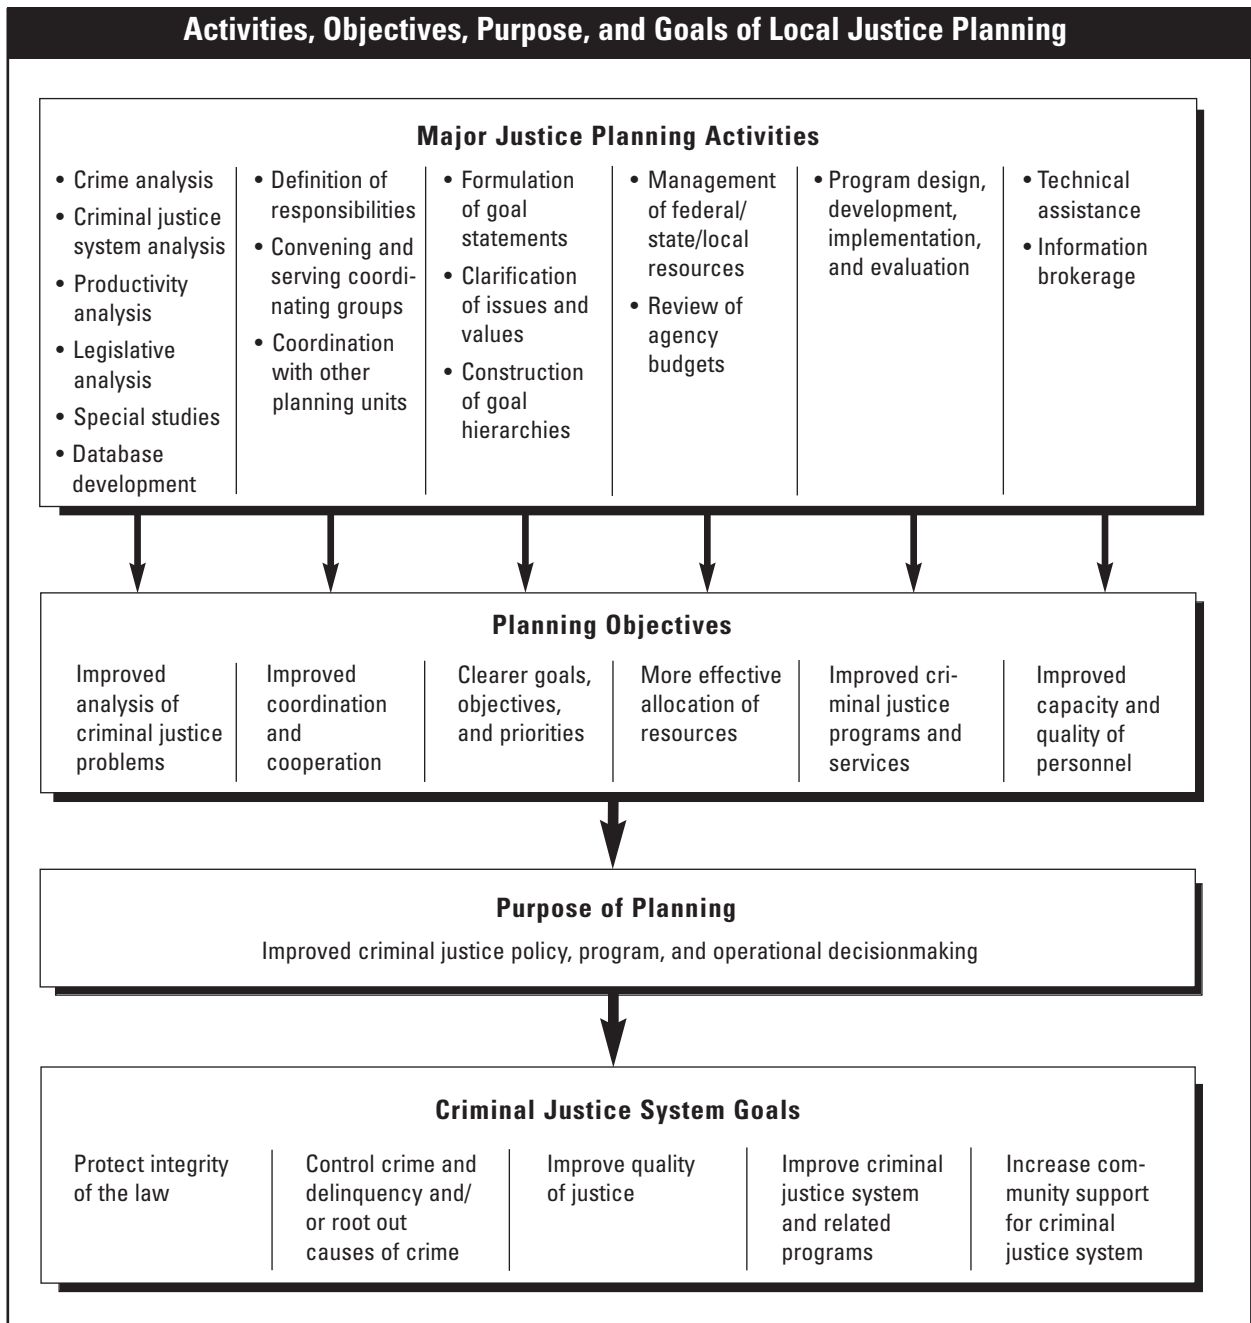 Activities, Objectives, Purpose, and Goals of Local Justice Planning
Major Justice Planning Activities
• Crime analysis
• Criminal justice
system analysis
• Productivity
analysis
• Legislative
analysis
• Special studies
• Database
development
• Definition of
responsibilities
• Convening and
serving coordi-
nating groups
• Coordination
with other
planning units
• Formulation
of goal
statements
• Clarification
of issues and
values
• Construction
of goal
hierarchies
• Management
of federal/
state/local
resources
• Review of
agency
budgets
• Program design,
development,
implementation,
and evaluation
• Technical
assistance
• Information
brokerage
Planning Objectives
Improved
analysis of
criminal justice
problems
Improved
coordination
and
cooperation
Clearer goals,
objectives,
and priorities
More effective
allocation of
resources
Improved cri-
minal justice
programs and
services
Improved
capacity and
quality of
personnel
Purpose of Planning
Improved criminal justice policy, program, and operational decisionmaking
Criminal Justice System Goals
Protect integrity
of the law
Control crime and
delinquency and/
or root out
causes of crime
Improve quality
of justice
Improve criminal
justice system
and related
programs
Increase com-
munity support
for criminal
justice system